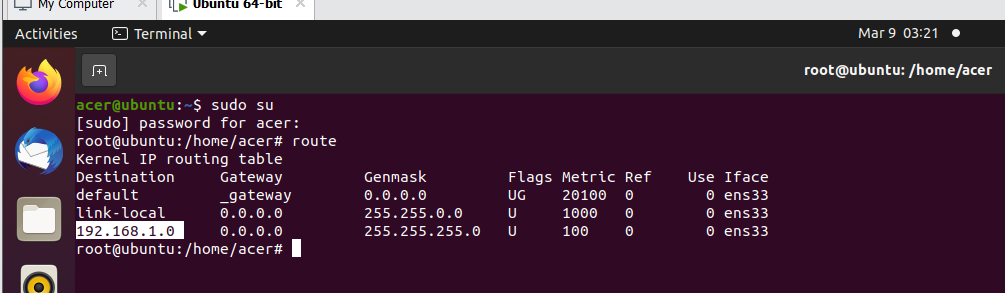 My Computer × Ubuntu 64-bit ×
Activities Terminal Mar 9 03:21
root@ubuntu: /home/acer
acer@ubuntu:~$ sudo su
[sudo] password for acer:
root@ubuntu:/home/acer# route
Kernel IP routing table
Destination Gateway Genmask Flags Metric Ref Use Iface
default _gateway 0.0.0.0 UG 20100 0 0 ens33
link-local 0.0.0.0 255.255.0.0 U 1000 0 0 ens33
192.168.1.0 0.0.0.0 255.255.255.0 U 100 0 0 ens33
root@ubuntu:/home/acer#